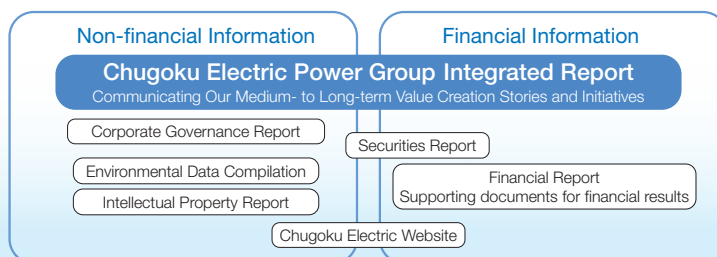 Non-financial Information
Financial Information
Chugoku Electric Power Group Integrated Report
Communicating Our Medium- to Long-term Value Creation Stories and Initiatives
Corporate Governance Report
Securities Report
Environmental Data Compilation
Financial Report
Supporting documents for financial results
Intellectual Property Report
Chugoku Electric Website